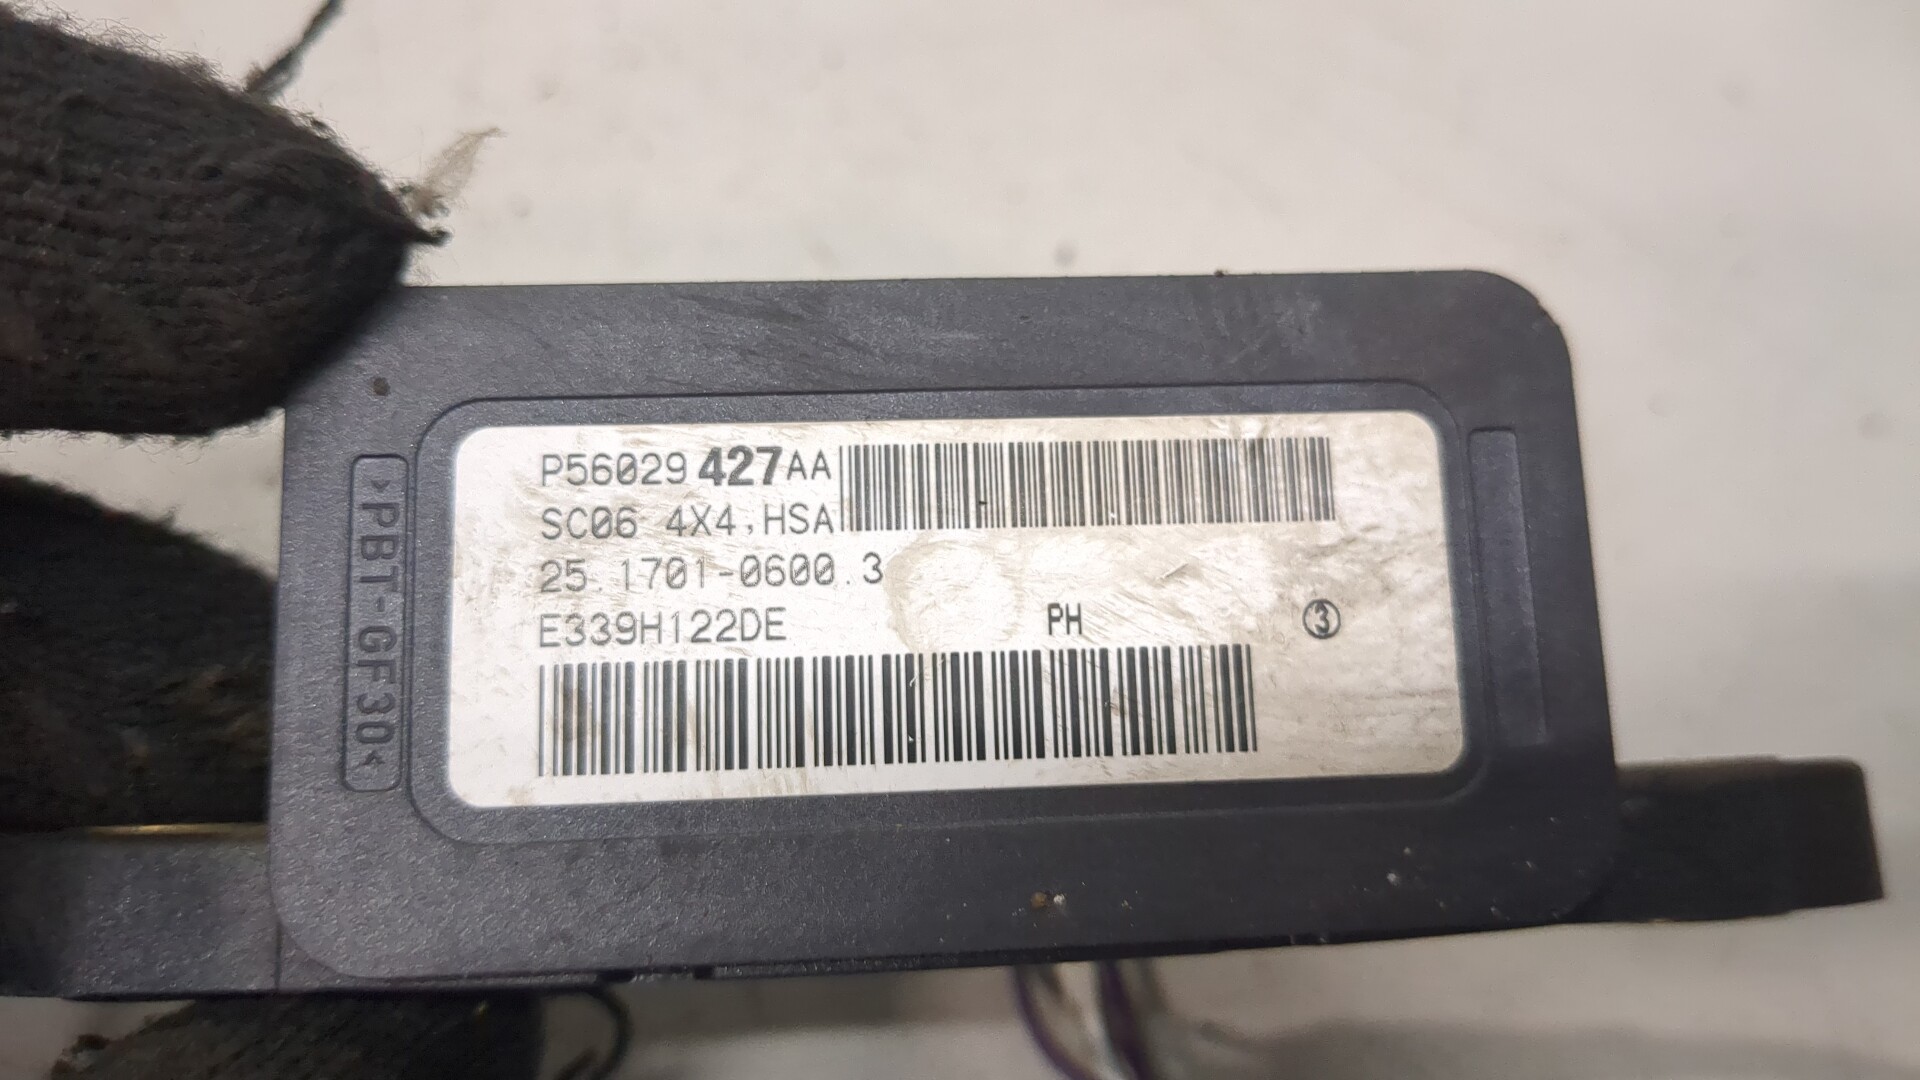 P56029427AA
SC06 4X4,HSA
25.1701-0600.3
E339H122DE PH 3
>PBT-GF30<